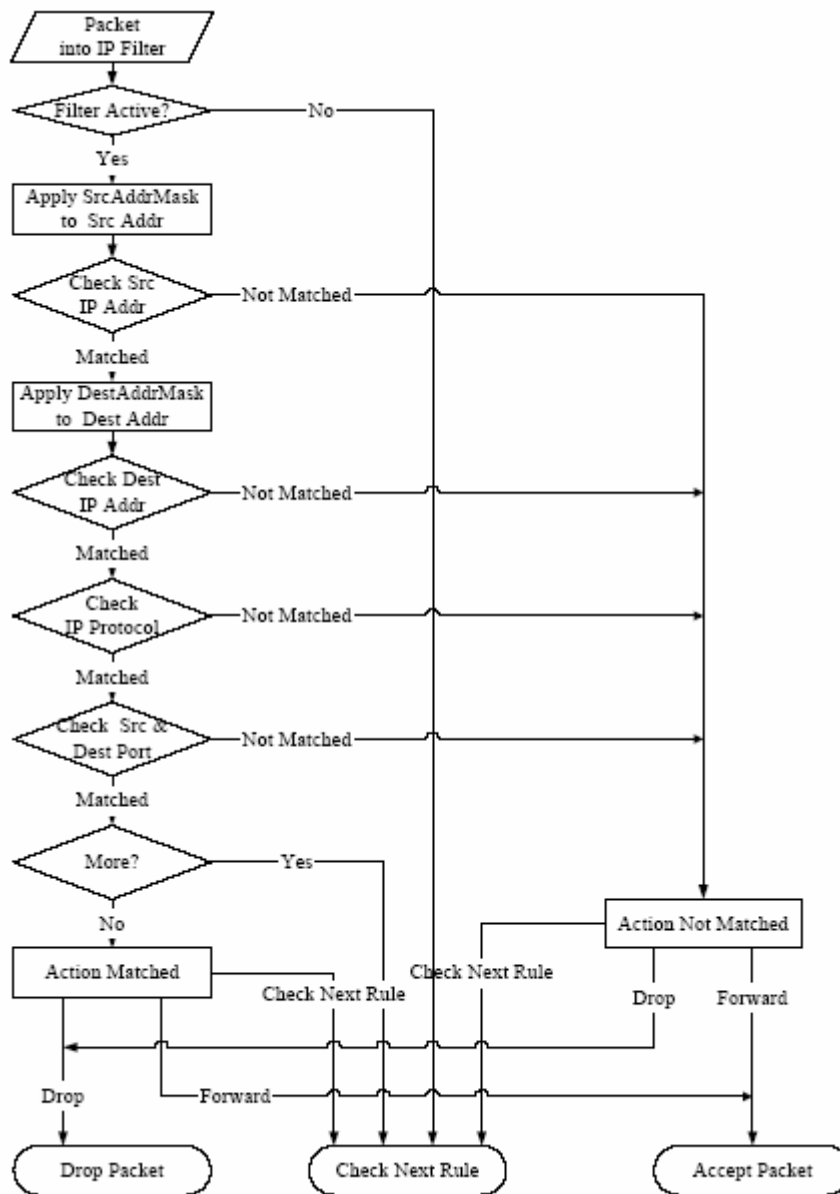 Packet
into IP Filter
Filter Active?
No
Yes
Apply SrcAddrMask
to Src Addr
Check Src
IP Addr
Not Matched
Matched
Apply DestAddrMask
to Dest Addr
Check Dest
IP Addr
Not Matched
Matched
Check
IP Protocol
Not Matched
Matched
Check Src &
Dest Port
Not Matched
Matched
More?
Yes
No
Action Not Matched
Action Matched
Check Next Rule
Check Next Rule
Drop
Forward
Drop
Forward
Drop Packet
Check Next Rule
Accept Packet